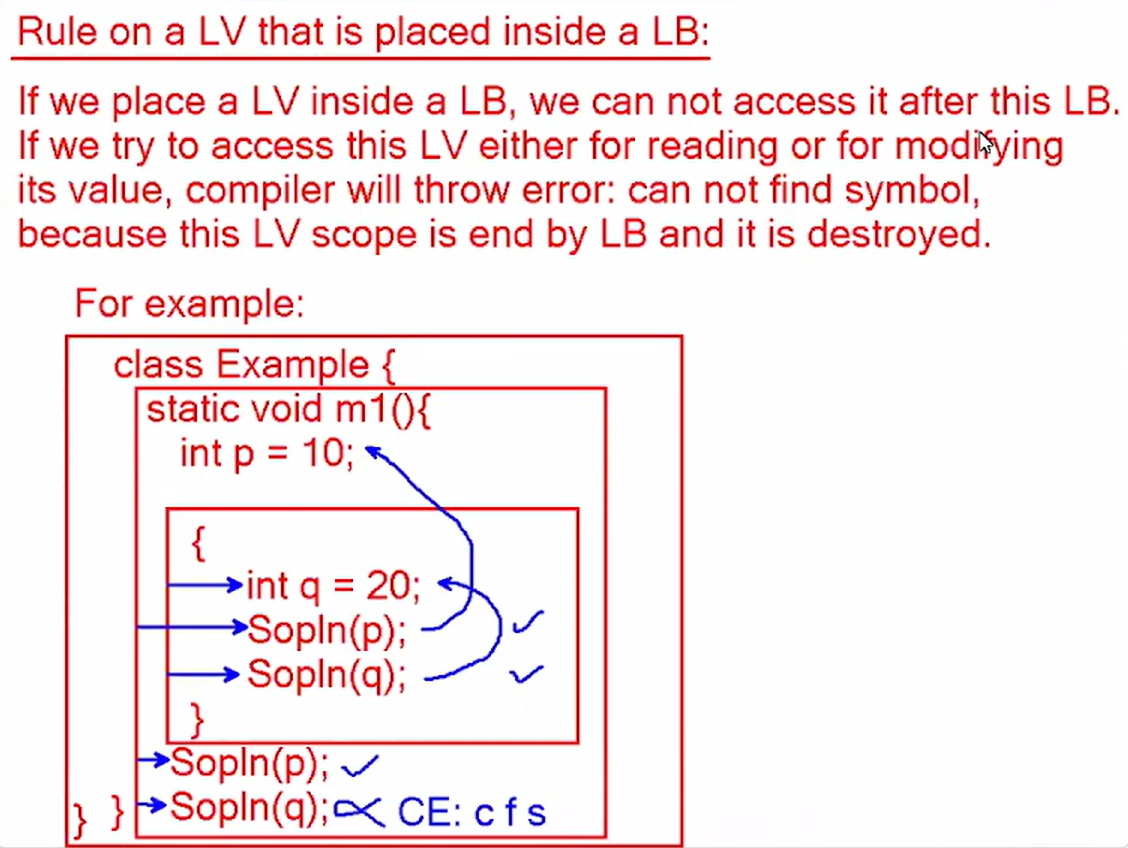 Rule on a LV that is placed inside a LB:
If we place a LV inside a LB, we can not access it after this LB.
If we try to access this LV either for reading or for modifying
its value, compiler will throw error: can not find symbol,
because this LV scope is end by LB and it is destroyed.
For example:
class Example {
static void m1(){
int p = 10;
{
int q = 20;
Sopln(p);
Sopln(q);
}
Sopln(p);
} } Sopln(q); CE: c f s